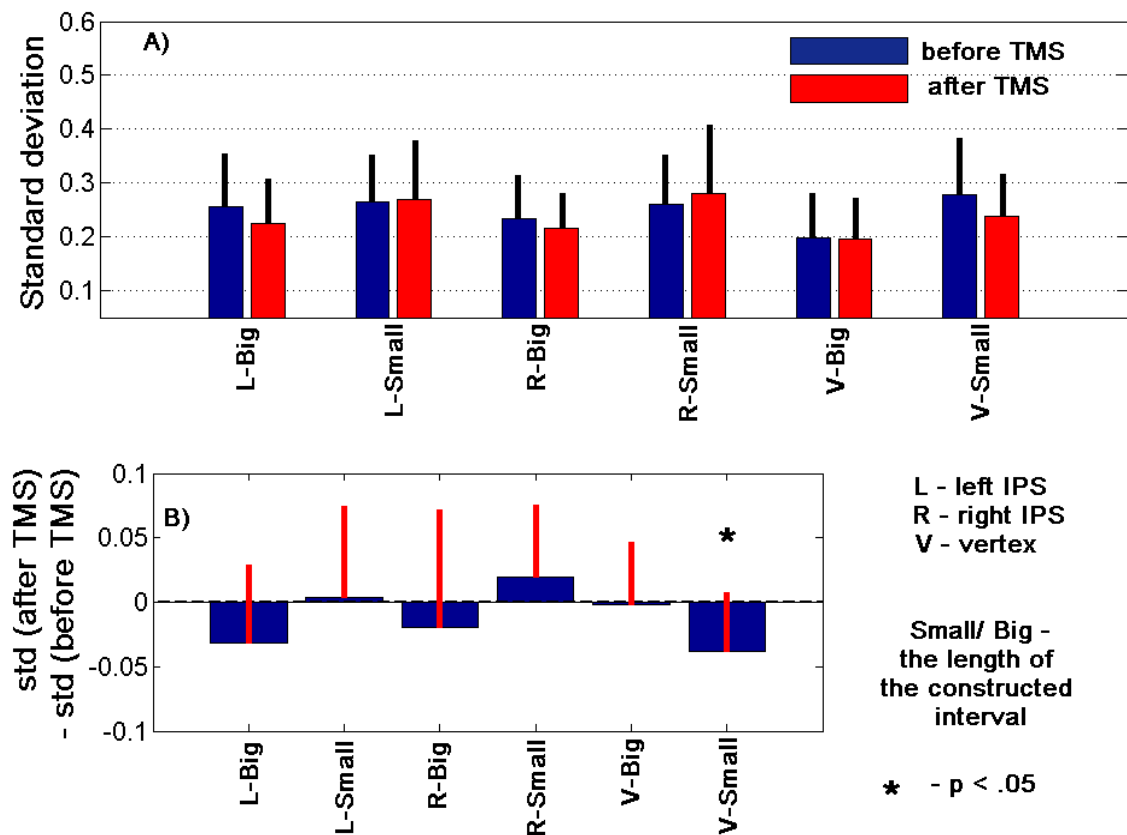 A)
before TMS
after TMS
Standard deviation
0.6
0.5
0.4
0.3
0.2
0.1
L-Big
L-Small
R-Big
R-Small
V-Big
V-Small
B)
std (after TMS)
- std (before TMS)
0.1
0.05
0
-0.05
-0.1
*
L-Big
L-Small
R-Big
R-Small
V-Big
V-Small
L - left IPS
R - right IPS
V - vertex
Small/ Big -
the length of
the constructed
interval
* - p < .05